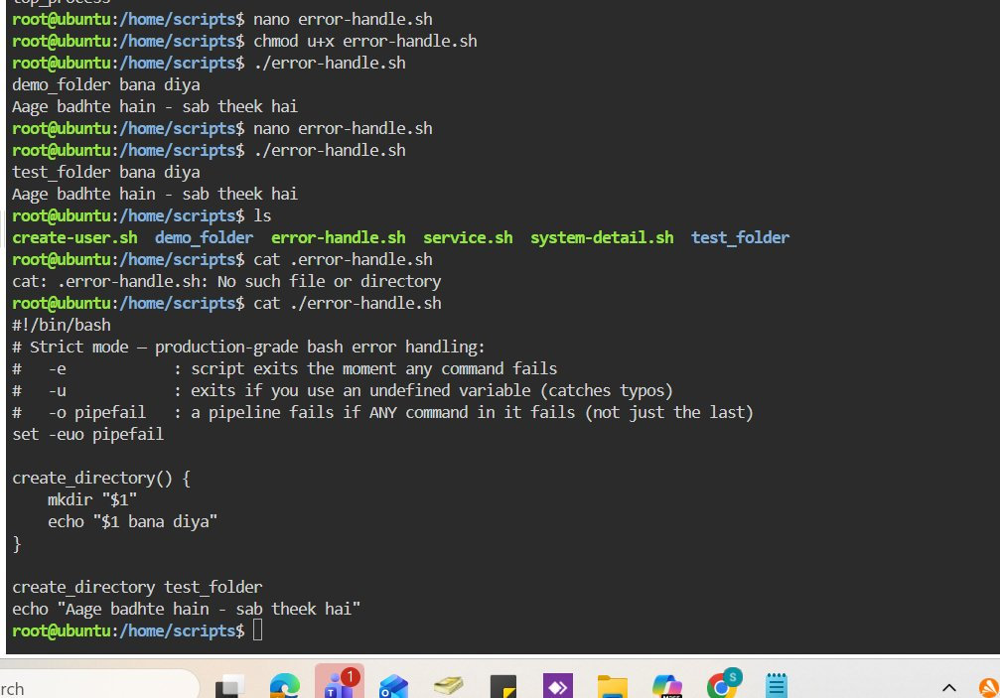 top_process
root@ubuntu:/home/scripts$ nano error-handle.sh
root@ubuntu:/home/scripts$ chmod u+x error-handle.sh
root@ubuntu:/home/scripts$ ./error-handle.sh
demo_folder bana diya
Aage badhte hain - sab theek hai
root@ubuntu:/home/scripts$ nano error-handle.sh
root@ubuntu:/home/scripts$ ./error-handle.sh
test_folder bana diya
Aage badhte hain - sab theek hai
root@ubuntu:/home/scripts$ ls
create-user.sh  demo_folder  error-handle.sh  service.sh  system-detail.sh  test_folder
root@ubuntu:/home/scripts$ cat .error-handle.sh
cat: .error-handle.sh: No such file or directory
root@ubuntu:/home/scripts$ cat ./error-handle.sh
#!/bin/bash
# Strict mode — production-grade bash error handling:
#   -e            : script exits the moment any command fails
#   -u            : exits if you use an undefined variable (catches typos)
#   -o pipefail   : a pipeline fails if ANY command in it fails (not just the last)
set -euo pipefail

create_directory() {
    mkdir "$1"
    echo "$1 bana diya"
}

create_directory test_folder
echo "Aage badhte hain - sab theek hai"
root@ubuntu:/home/scripts$
rch
1
S